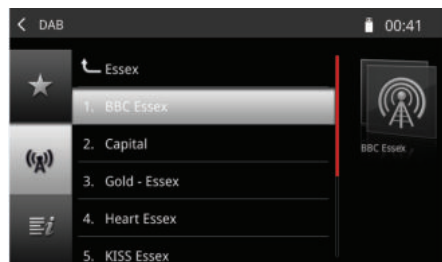 DAB
00:41
Essex
1. BBC Essex
2. Capital
3. Gold - Essex
4. Heart Essex
5. KISS Essex
BBC Essex